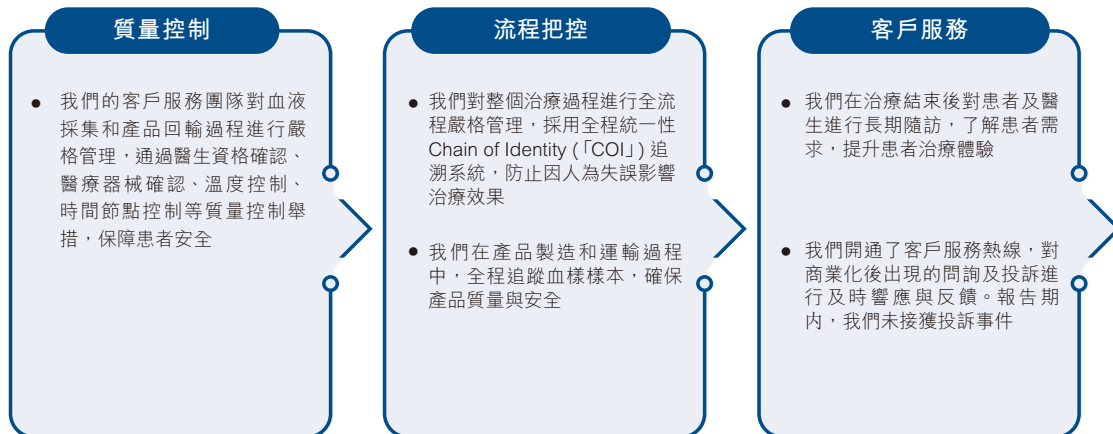 質量控制
● 我們的客戶服務團隊對血液
採集和產品回輸過程進行嚴
格管理，通過醫生資格確認、
醫療器械確認、溫度控制、
時間節點控制等質量控制舉
措，保障患者安全
流程把控
● 我們對整個治療過程進行全流
程嚴格管理，採用全程統一性
Chain of Identity (「COI」) 追
溯系統，防止因人為失誤影響
治療效果
● 我們在產品製造和運輸過程
中，全程追蹤血樣樣本，確保
產品質量與安全
客戶服務
● 我們在治療結束後對患者及醫
生進行長期隨訪，了解患者需
求，提升患者治療體驗
● 我們開通了客戶服務熱線，對
商業化後出現的問詢及投訴進
行及時響應與反饋。報告期
內，我們未接獲投訴事件